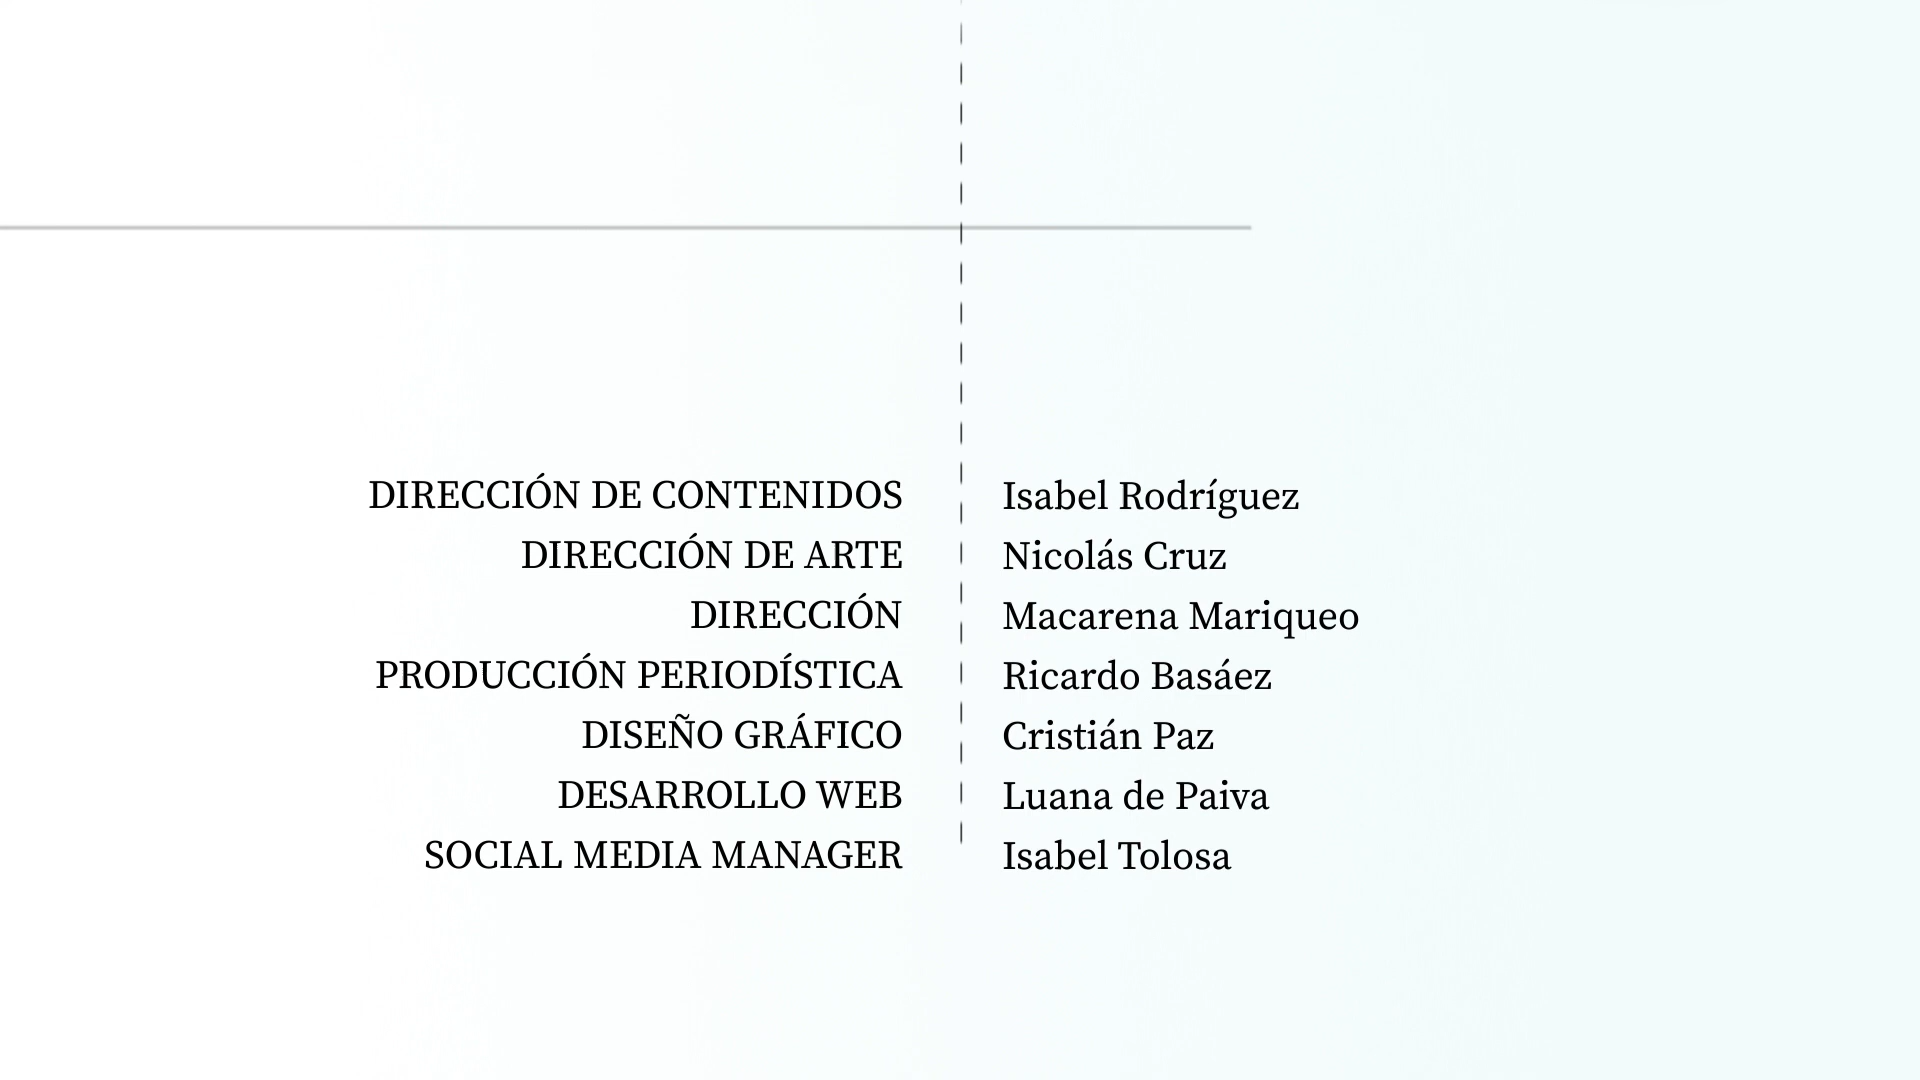 DIRECCIÓN DE CONTENIDOS Isabel Rodríguez
DIRECCIÓN DE ARTE Nicolás Cruz
DIRECCIÓN Macarena Mariqueo
PRODUCCIÓN PERIODÍSTICA Ricardo Basáez
DISEÑO GRÁFICO Cristián Paz
DESARROLLO WEB Luana de Paiva
SOCIAL MEDIA MANAGER Isabel Tolosa